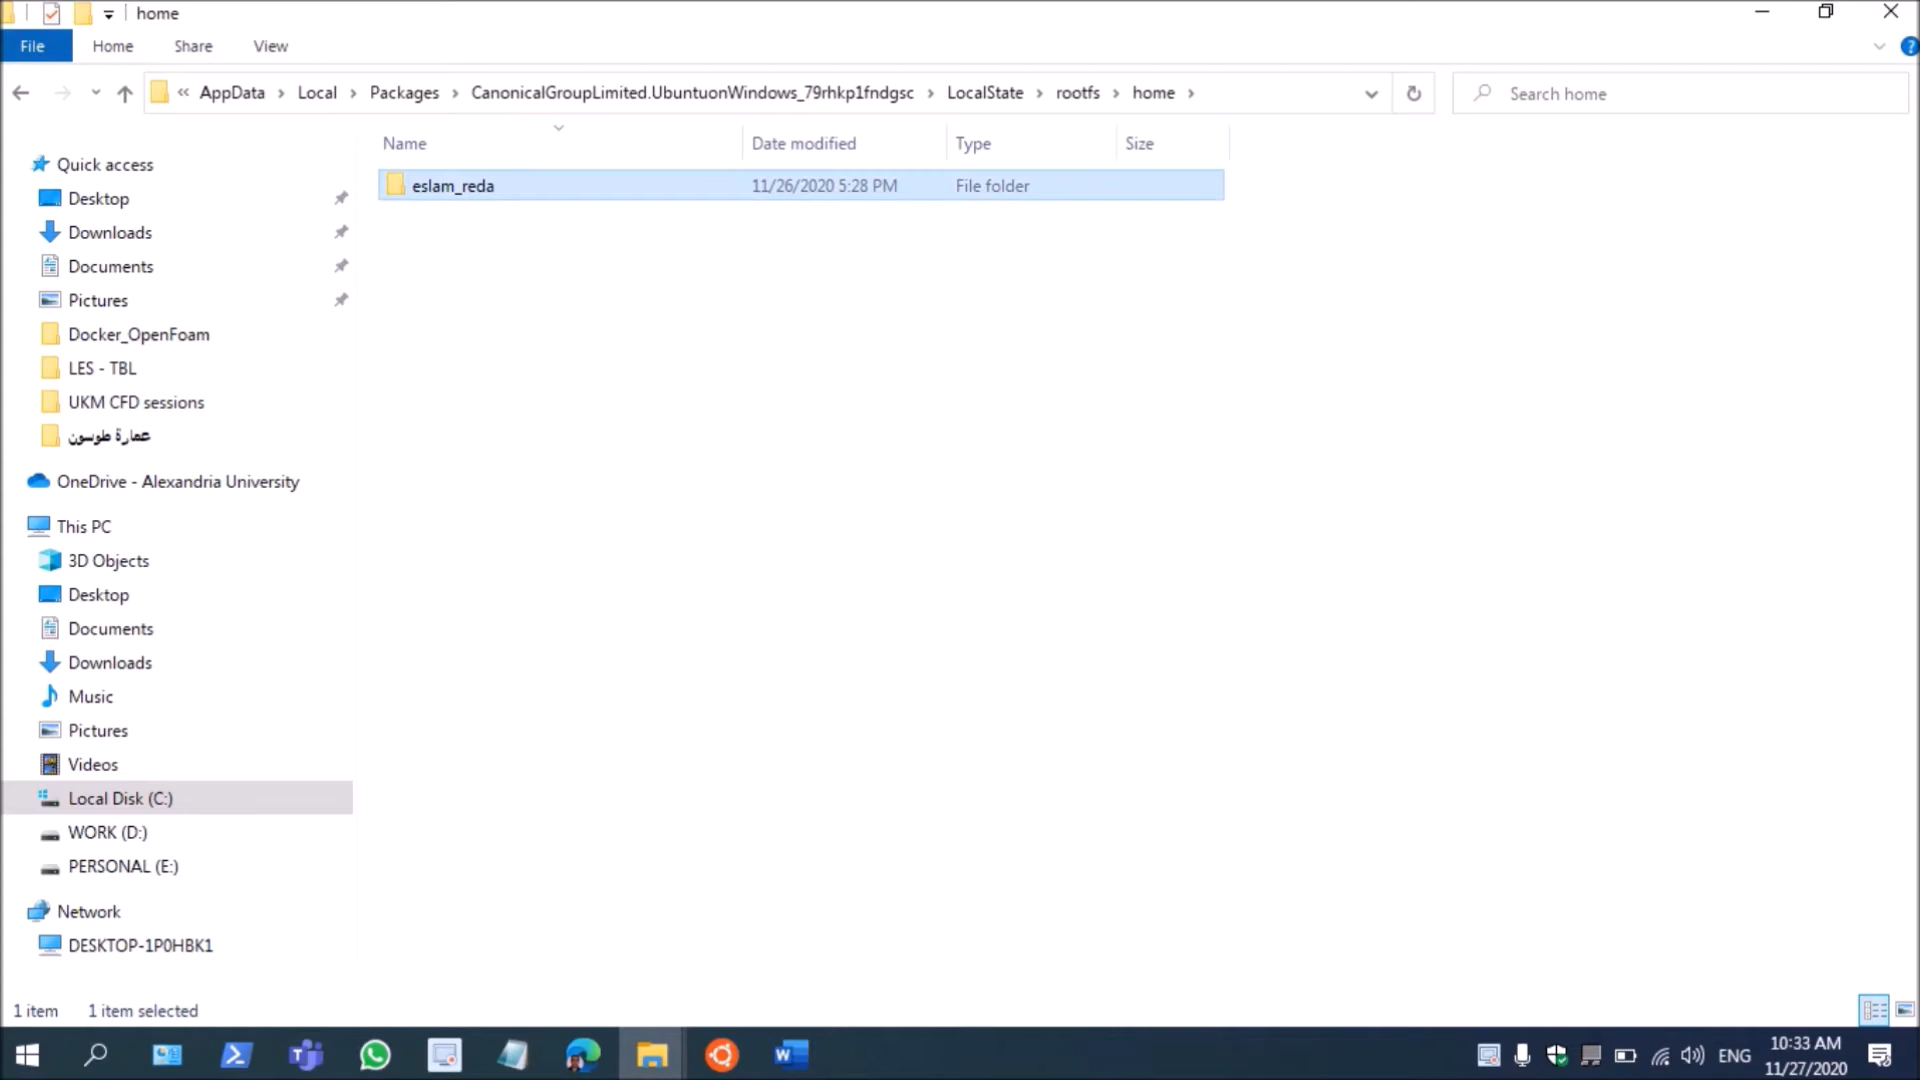 home
File Home Share View
AppData Local Packages CanonicalGroupLimited.UbuntuonWindows_79rhkp1fndgsc LocalState rootfs home
Search home
Name Date modified Type Size
eslam_reda 11/26/2020 5:28 PM File folder
Quick access
Desktop
Downloads
Documents
Pictures
Docker_OpenFoam
LES - TBL
UKM CFD sessions
عمارة طوسون
OneDrive - Alexandria University
This PC
3D Objects
Desktop
Documents
Downloads
Music
Pictures
Videos
Local Disk (C:)
WORK (D:)
PERSONAL (E:)
Network
DESKTOP-1P0HBK1
1 item 1 item selected
ENG
10:33 AM
11/27/2020